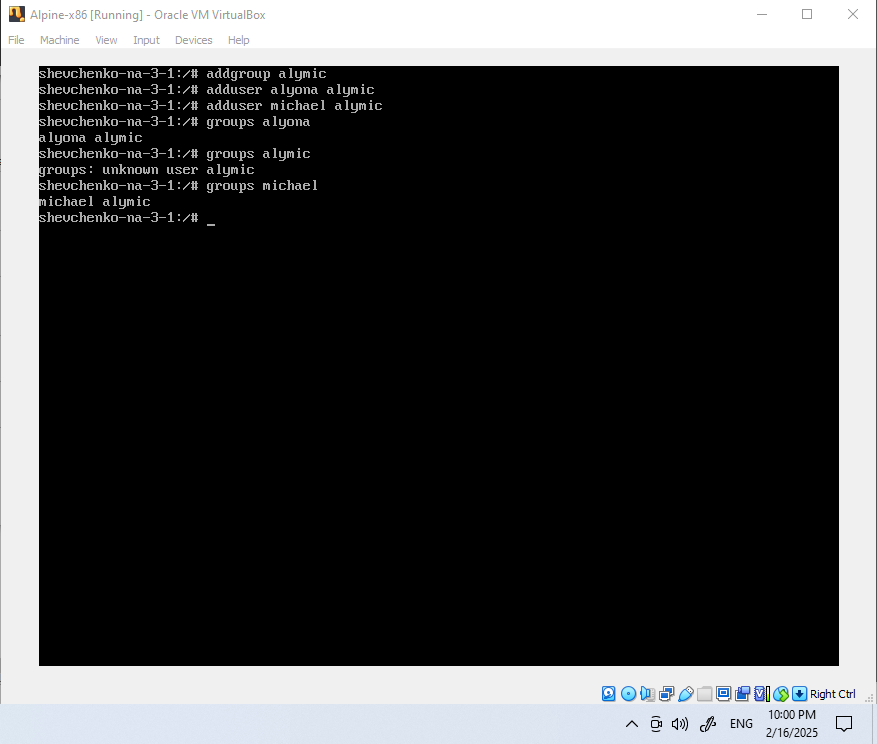 Alpine-x86 [Running] - Oracle VM VirtualBox
File Machine View Input Devices Help
shevchenko-na-3-1:/# addgroup alymic
shevchenko-na-3-1:/# adduser alyona alymic
shevchenko-na-3-1:/# adduser michael alymic
shevchenko-na-3-1:/# groups alyona
alyona alymic
shevchenko-na-3-1:/# groups alymic
groups: unknown user alymic
shevchenko-na-3-1:/# groups michael
michael alymic
shevchenko-na-3-1:/# _
Right Ctrl
ENG
10:00 PM
2/16/2025